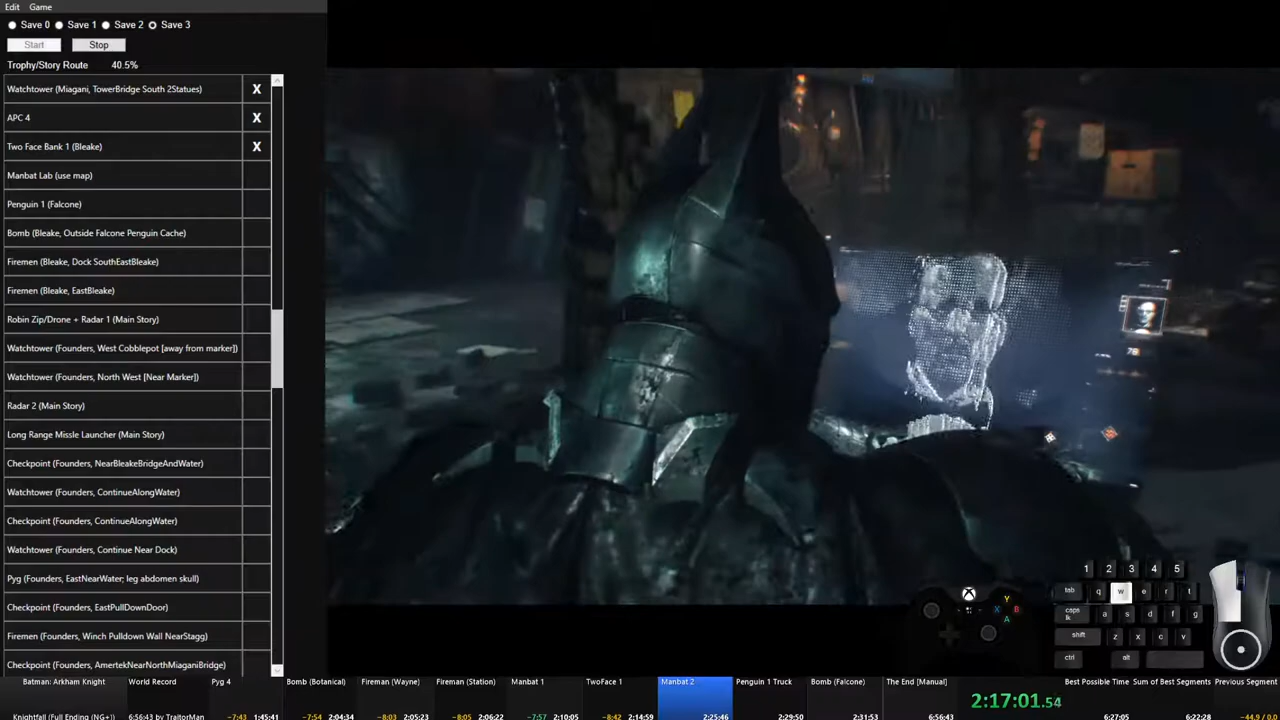 Edit Game
Save 0 Save 1 Save 2 Save 3
Start Stop
Trophy/Story Route 40.5%
Watchtower (Miagani, TowerBridge South 2Statues) X
APC 4 X
Two Face Bank 1 (Bleake) X
Manbat Lab (use map)
Penguin 1 (Falcone)
Bomb (Bleake, Outside Falcone Penguin Cache)
Firemen (Bleake, Dock SouthEastBleake)
Firemen (Bleake, EastBleake)
Robin Zip/Drone + Radar 1 (Main Story)
Watchtower (Founders, West Cobblepot [away from marker])
Watchtower (Founders, North West [Near Marker])
Radar 2 (Main Story)
Long Range Missle Launcher (Main Story)
Checkpoint (Founders, NearBleakeBridgeAndWater)
Watchtower (Founders, ContinueAlongWater)
Checkpoint (Founders, ContinueAlongWater)
Watchtower (Founders, Continue Near Dock)
Pyg (Founders, EastNearWater; leg abdomen skull)
Checkpoint (Founders, EastPullDownDoor)
Firemen (Founders, Winch Pulldown Wall NearStagg)
Checkpoint (Founders, AmertekNearNorthMiaganiBridge)
78
1 2 3 4 5
tab q w e r t
caps lk a s d f g
shift z x c v
ctrl alt
Y
X B
A
Batman: Arkham Knight World Record Pyg 4 Bomb (Botanical) Fireman (Wayne) Fireman (Station) Manbat 1 TwoFace 1 Manbat 2 Penguin 1 Truck Bomb (Falcone) The End [Manual] 2:17:01.54 Best Possible Time Sum of Best Segments Previous Segment
Knightfall (Full Ending (NG+)) 6:56:43 by TraitorMan -7:43 1:45:41 -7:54 2:04:34 -8:03 2:05:23 -8:05 2:06:22 -7:57 2:10:05 -8:42 2:14:59 2:25:46 2:29:50 2:31:53 6:56:43 6:27:05 6:22:28 -44.9 /